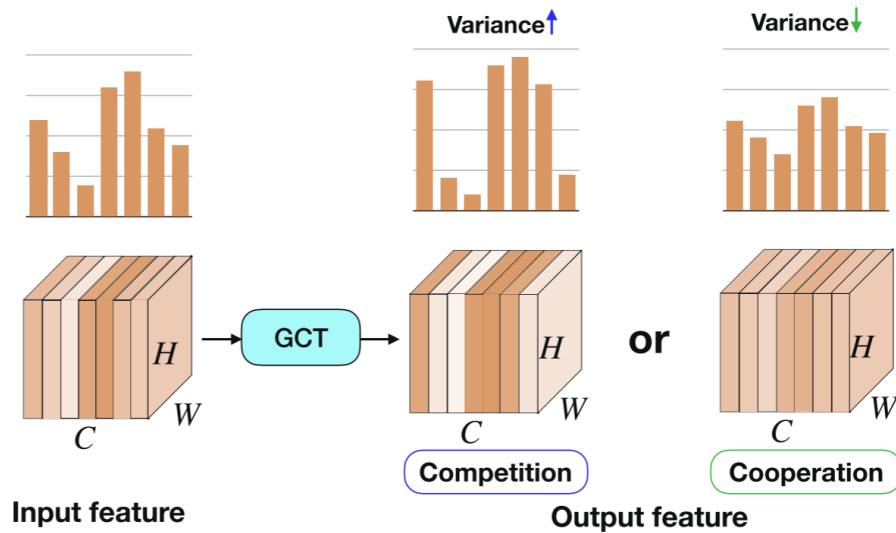 Variance
Variance
H
W
C
GCT
H
W
C
or
H
W
C
Competition
Cooperation
Input feature
Output feature